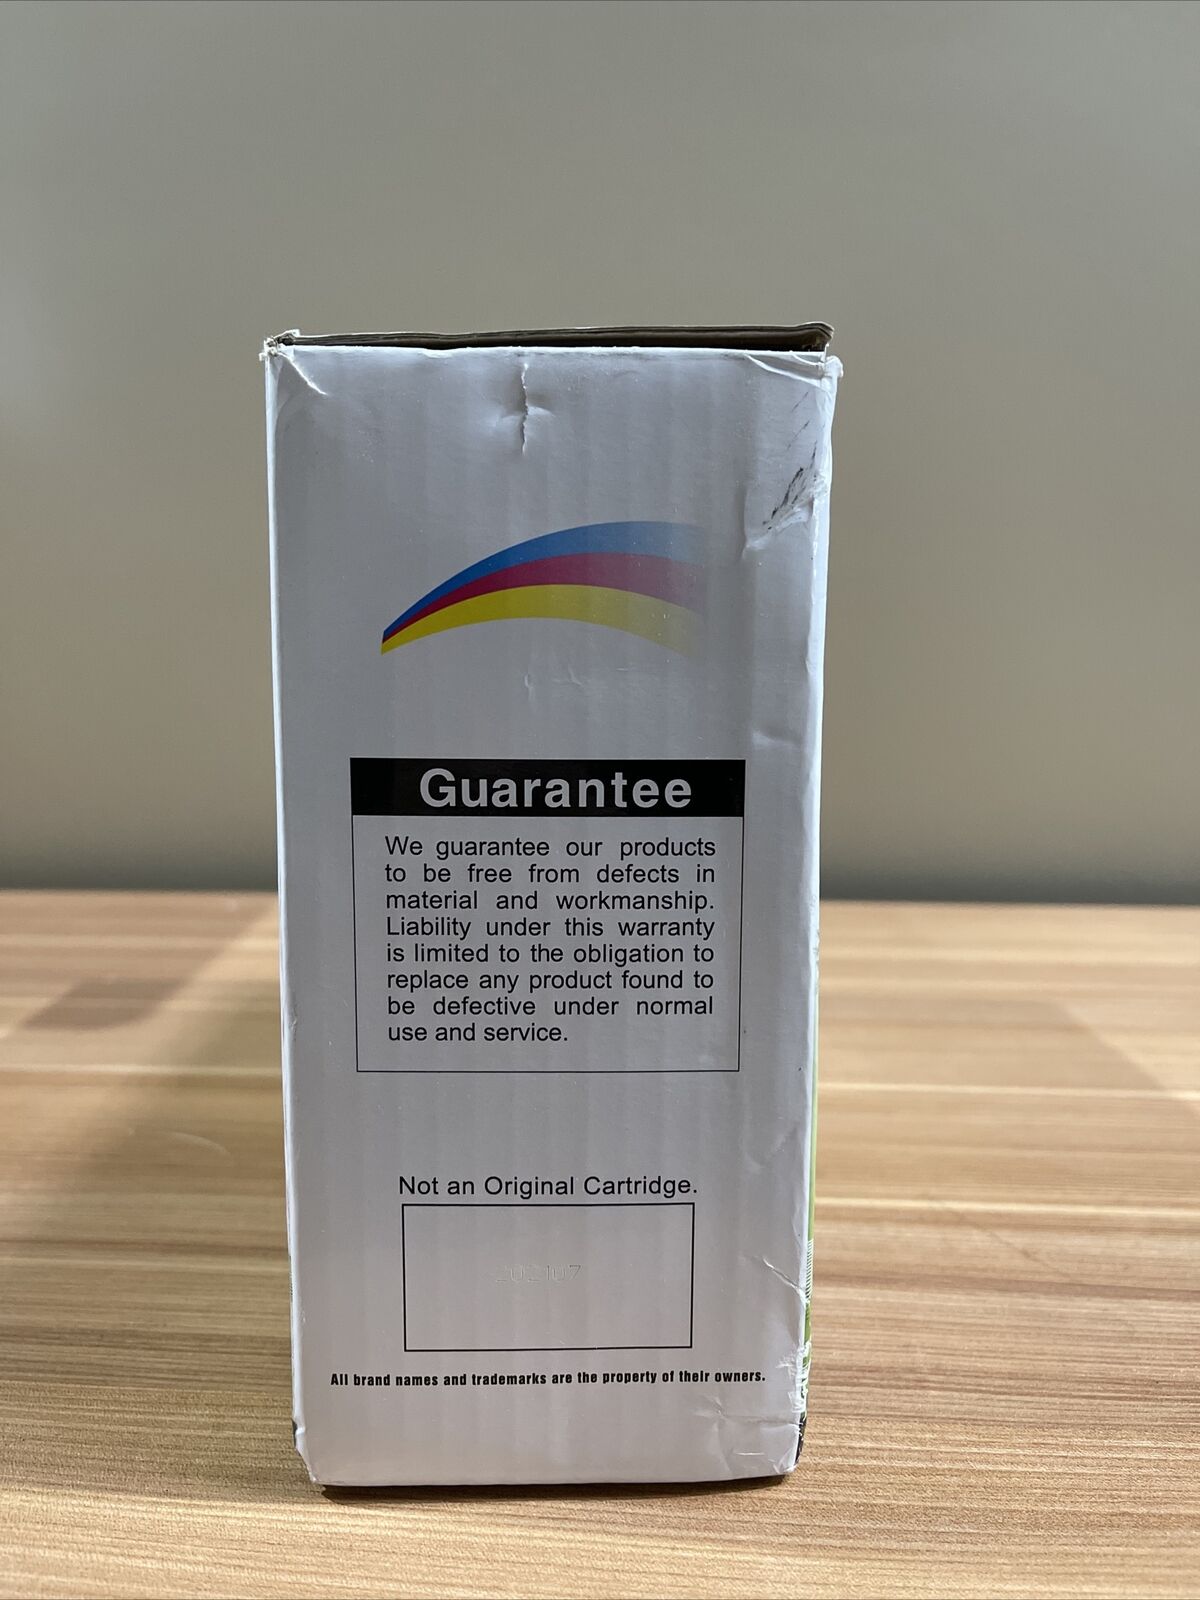 Guarantee
We guarantee our products
to be free from defects in
material and workmanship.
Liability under this warranty
is limited to the obligation to
replace any product found to
be defective under normal
use and service.
Not an Original Cartridge.
202107
All brand names and trademarks are the property of their owners.